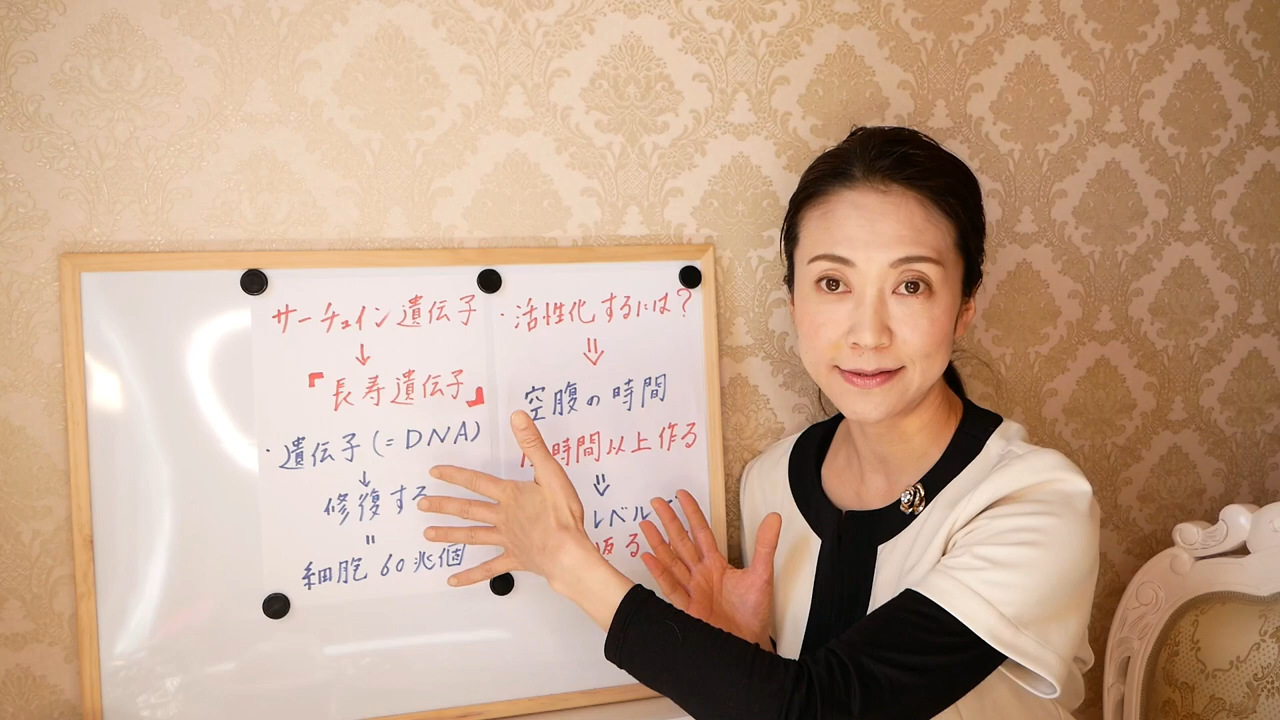 サーチュイン遺伝子
↓
『長寿遺伝子』
・遺伝子(=DNA)
↓
修復する
〃
細胞60兆個
・活性化するには?
⇓
空腹の時間
時間以上作る
⇓
レベル
返る